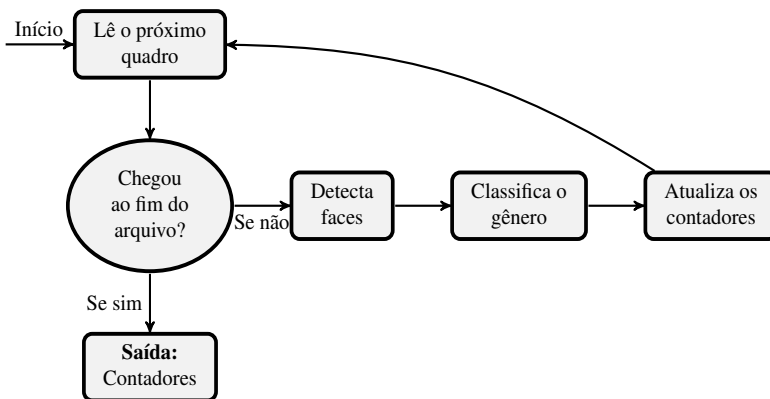 Início
Lê o próximo
quadro
Chegou
ao fim do
arquivo?
Se não
Detecta
faces
Classifica o
gênero
Atualiza os
contadores
Se sim
Saída:
Contadores